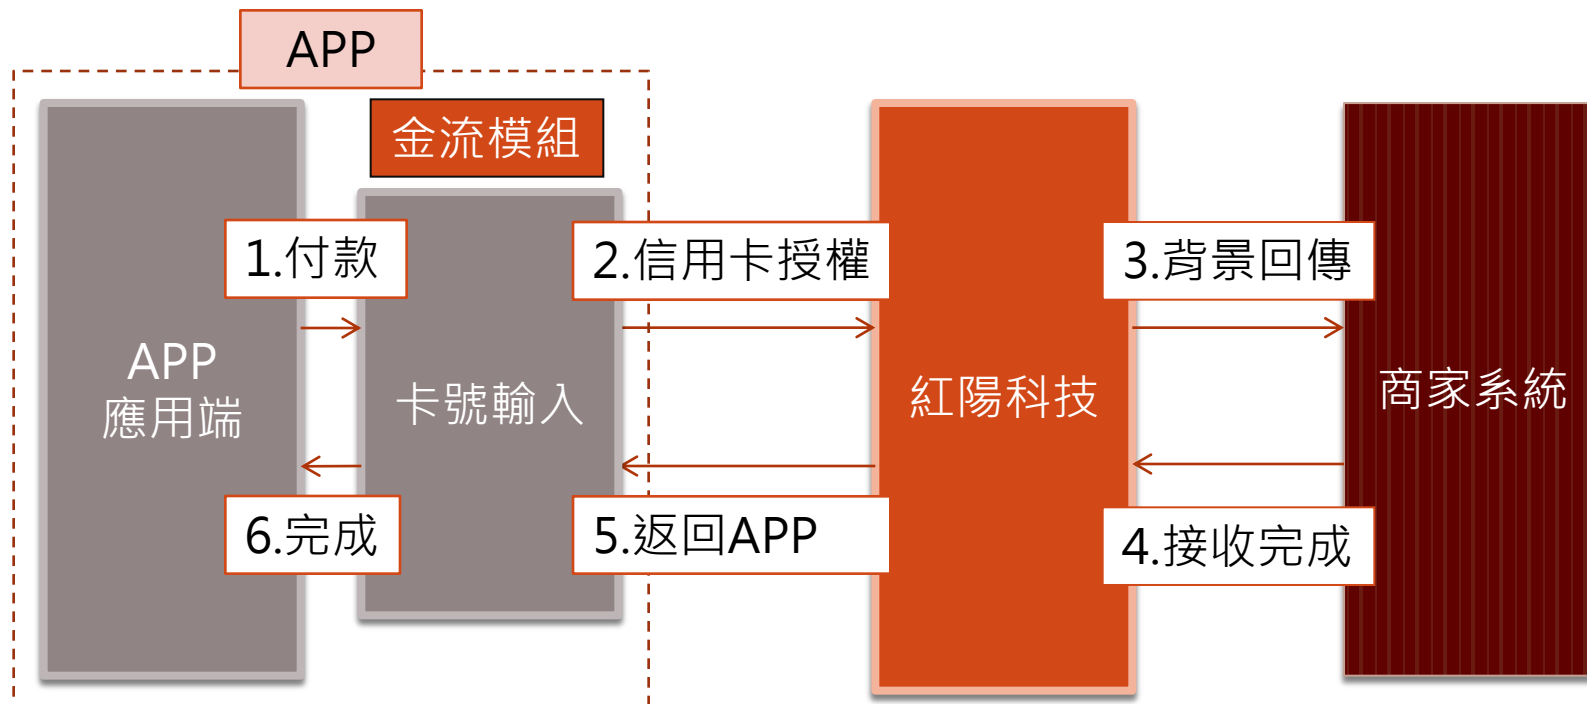 APP
金流模組
1.付款
2.信用卡授權
3.背景回傳
APP
應用端
卡號輸入
紅陽科技
商家系統
6.完成
5.返回APP
4.接收完成